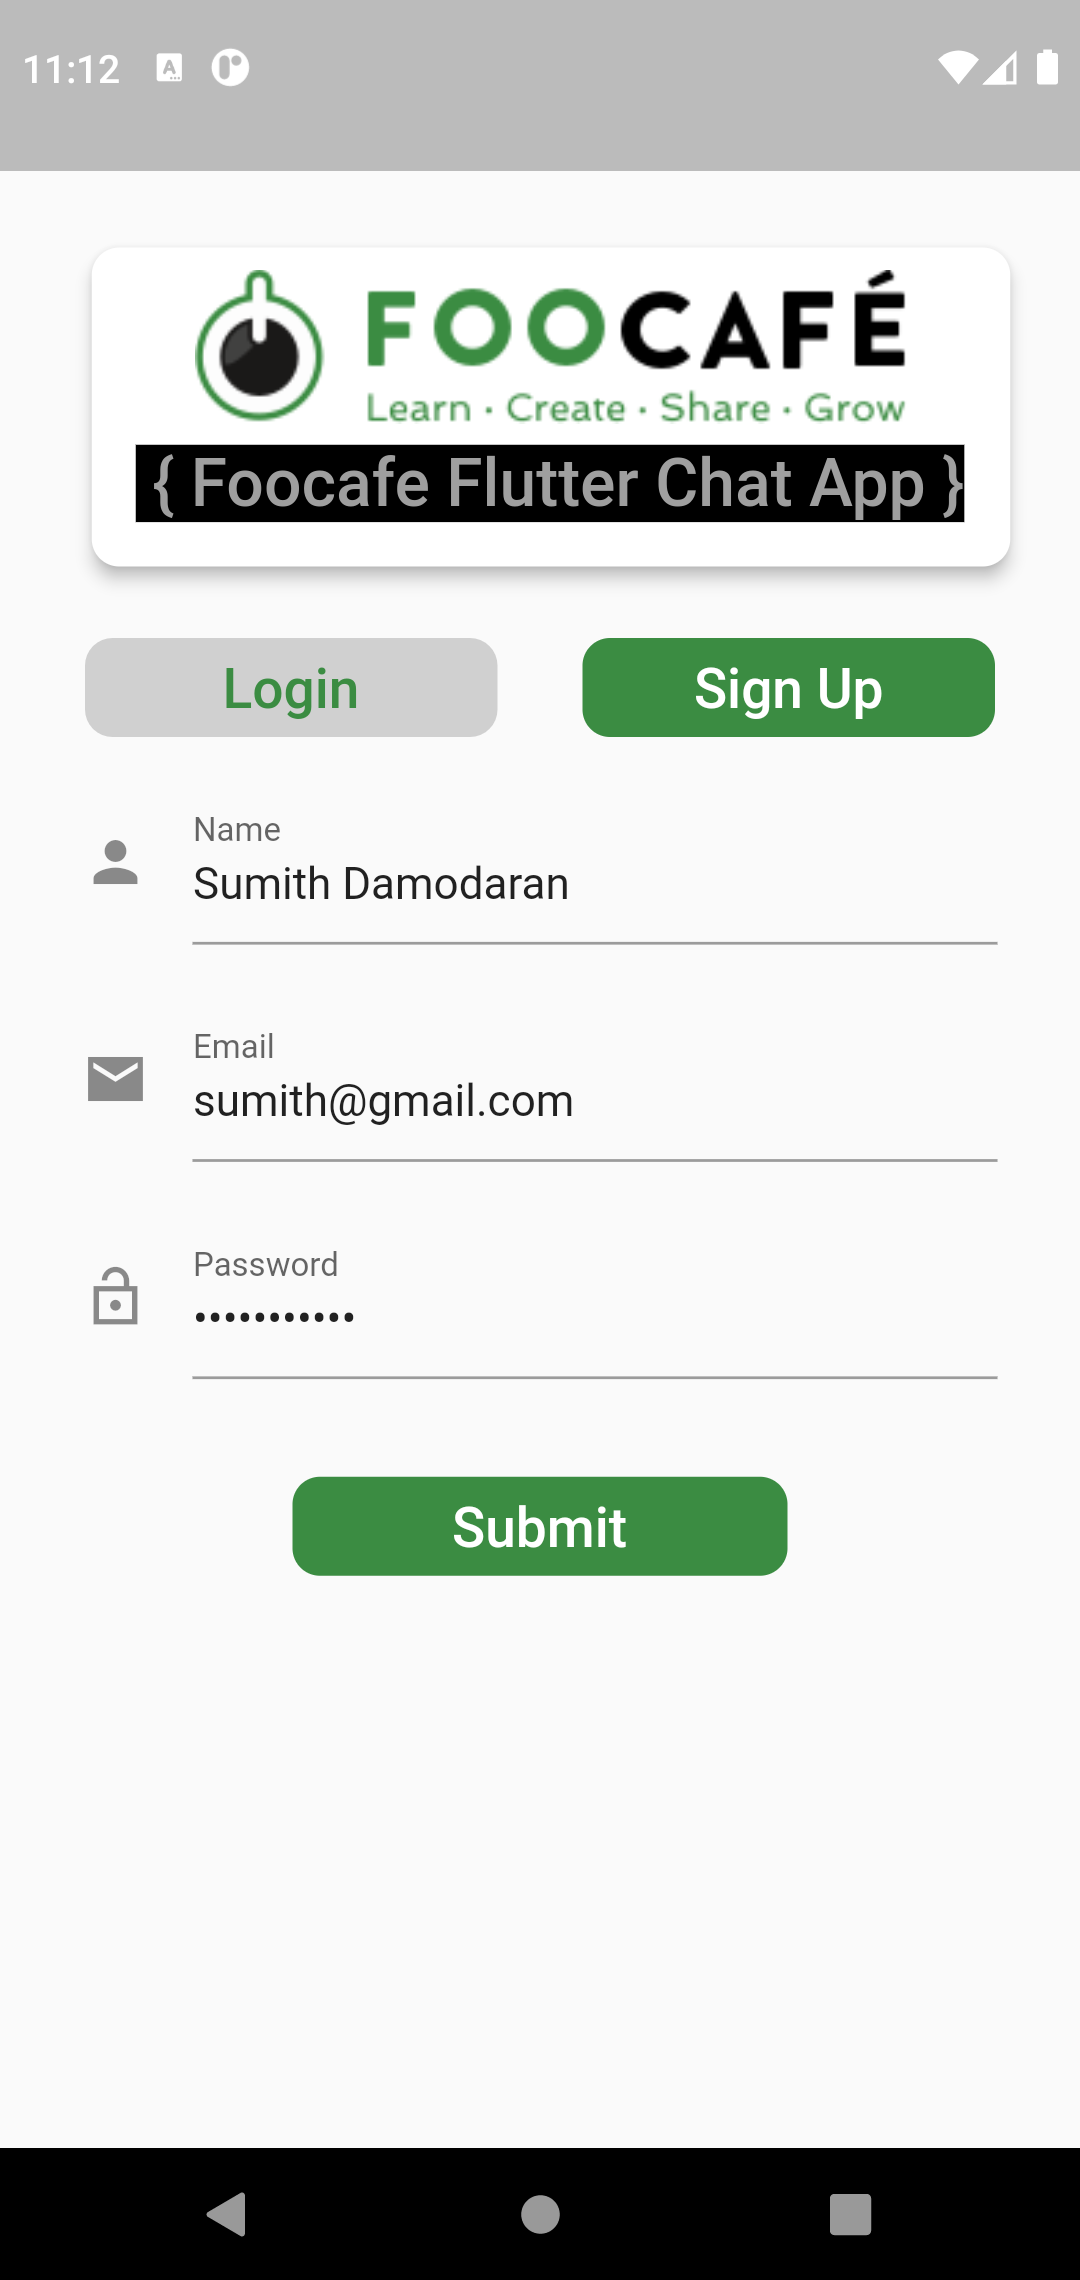 11:12
FOOCAFÉ
Learn · Create · Share · Grow
{ Foocafe Flutter Chat App }
Login
Sign Up
Name
Sumith Damodaran
Email
sumith@gmail.com
Password
•••••••••••
Submit